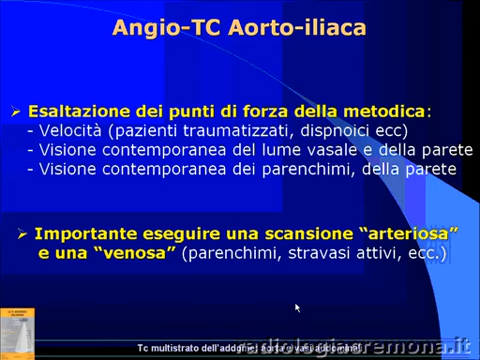 Angio-TC Aorto-iliaca
➢ Esaltazione dei punti di forza della metodica:
- Velocità (pazienti traumatizzati, dispnoici ecc)
- Visione contemporanea del lume vasale e della parete
- Visione contemporanea dei parenchimi, della parete
➢ Importante eseguire una scansione “arteriosa”
e una “venosa” (parenchimi, stravasi attivi, ecc.)
Tc multistrato dell'addome: aorta e vasi addominali
radiologiacremona.it